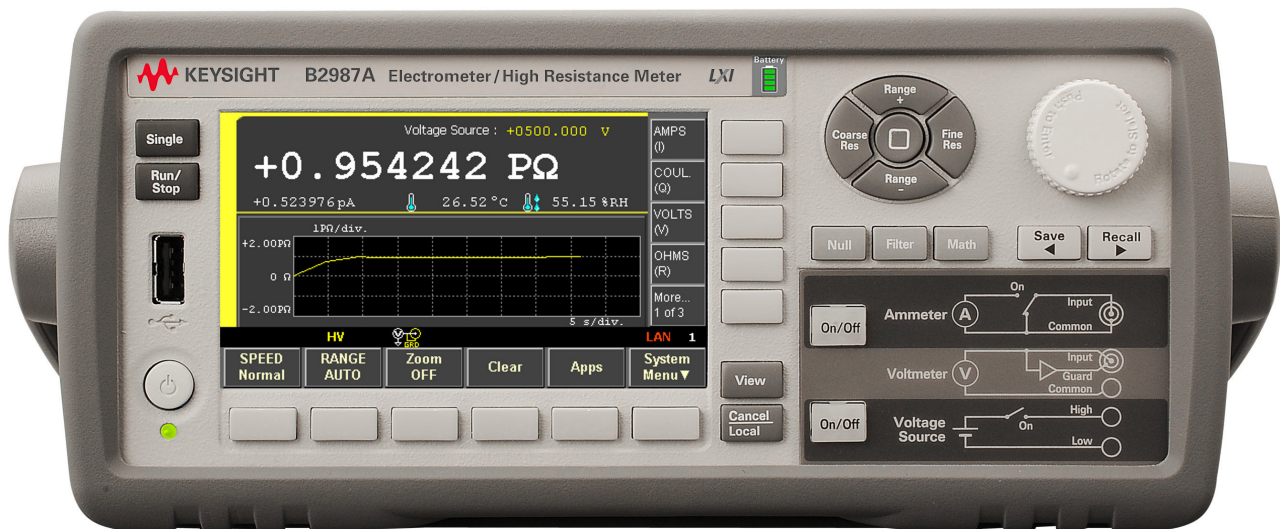 KEYSIGHT B2987A Electrometer/High Resistance Meter LXI
Battery
Single
Run/
Stop
Voltage Source : +0500.000 V
+0.954242 PΩ
+0.523976pA 26.52°C 55.15%RH
1PΩ/div.
+2.00PΩ
0 Ω
-2.00PΩ
5 s/div.
AMPS
(I)
COUL.
(Q)
VOLTS
(V)
OHMS
(R)
More...
1 of 3
HV
GRD
LAN 1
SPEED
Normal
RANGE
AUTO
Zoom
OFF
Clear
Apps
System
Menu▼
View
Cancel
Local
Range
+
Coarse
Res
Fine
Res
Range
-
Rotate to Select
Push to Enter
Null
Filter
Math
Save
◀
Recall
▶
On/Off
Ammeter
A
On
Input
Common
Voltmeter
V
Input
Guard
Common
On/Off
Voltage
Source
On
High
Low